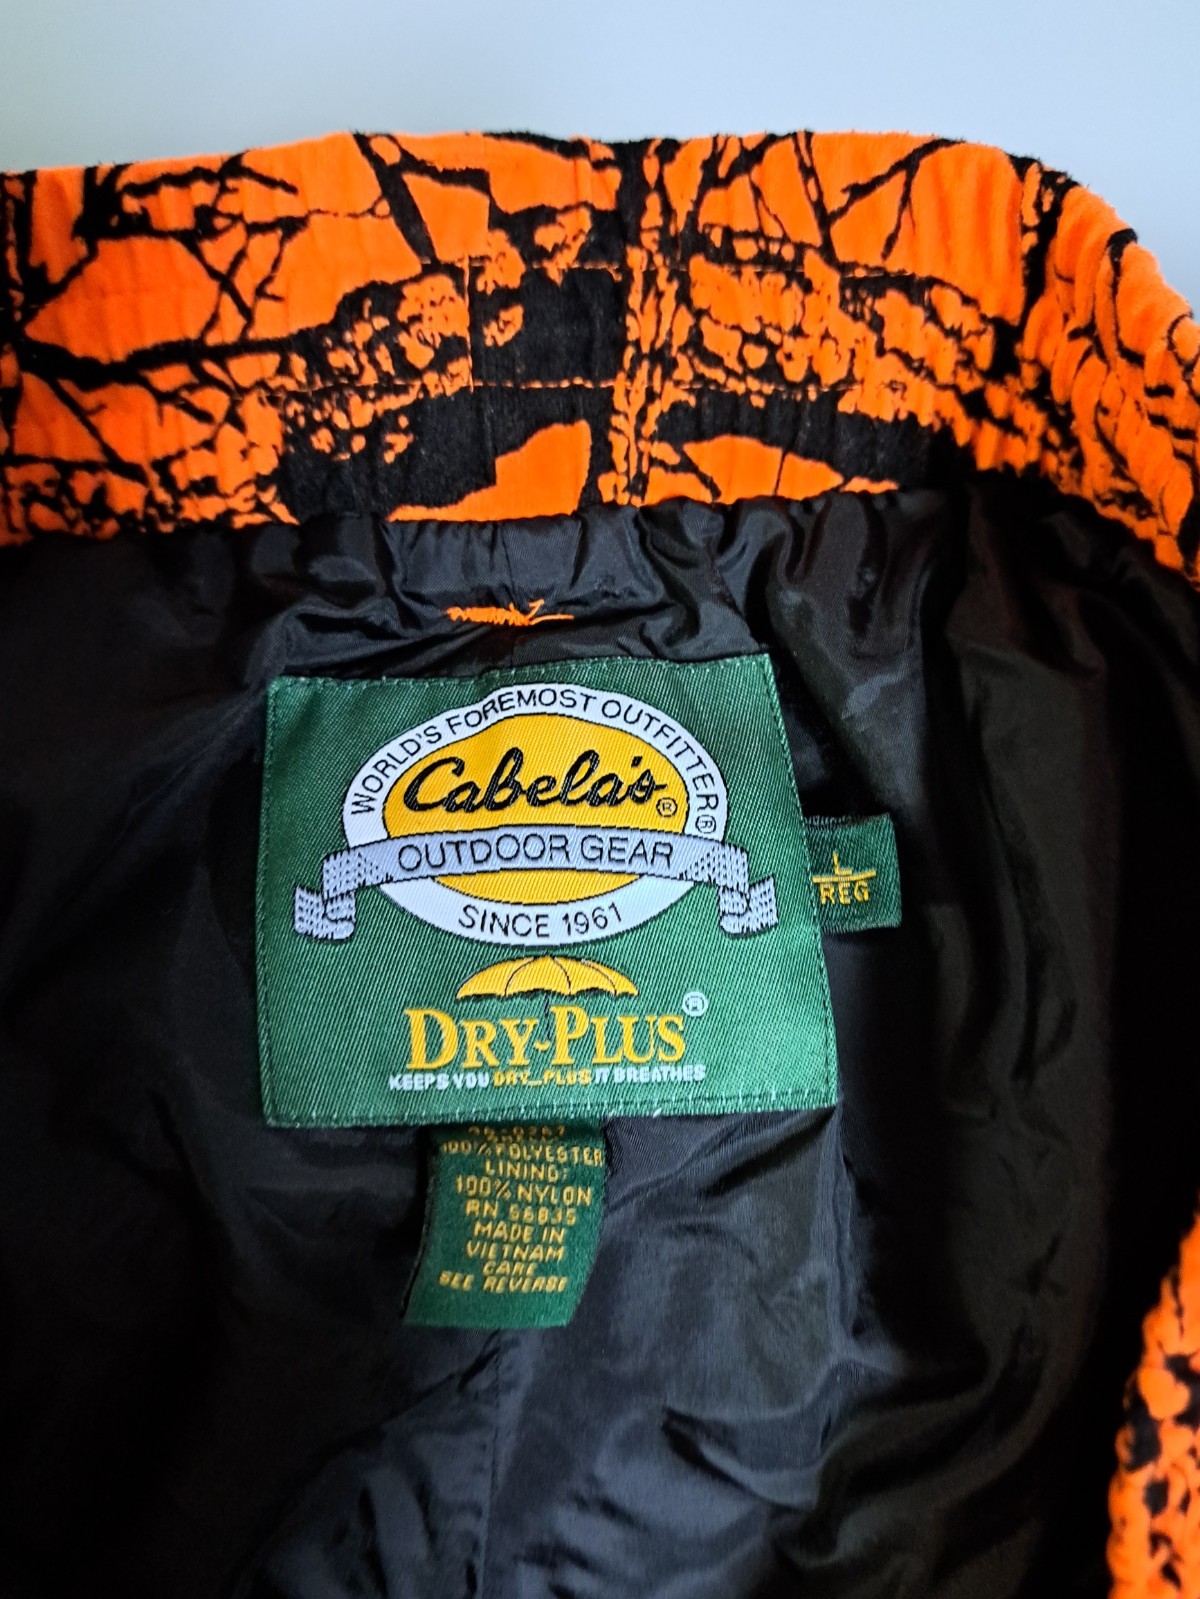 WORLD'S FOREMOST OUTFITTER®
Cabela's®
OUTDOOR GEAR
SINCE 1961
L
REG
DRY-PLUS®
KEEPS YOU DRY_PLUS IT BREATHES
100% POLYESTER
LINING:
100% NYLON
RN 56835
MADE IN
VIETNAM
CARE
SEE REVERSE